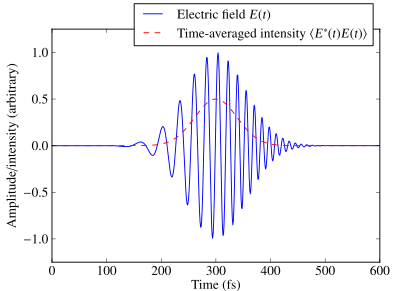 Electric field E(t)
Time-averaged intensity ⟨E*(t)E(t)⟩
Amplitude/intensity (arbitrary)
1.0
0.5
0.0
−0.5
−1.0
0 100 200 300 400 500 600
Time (fs)